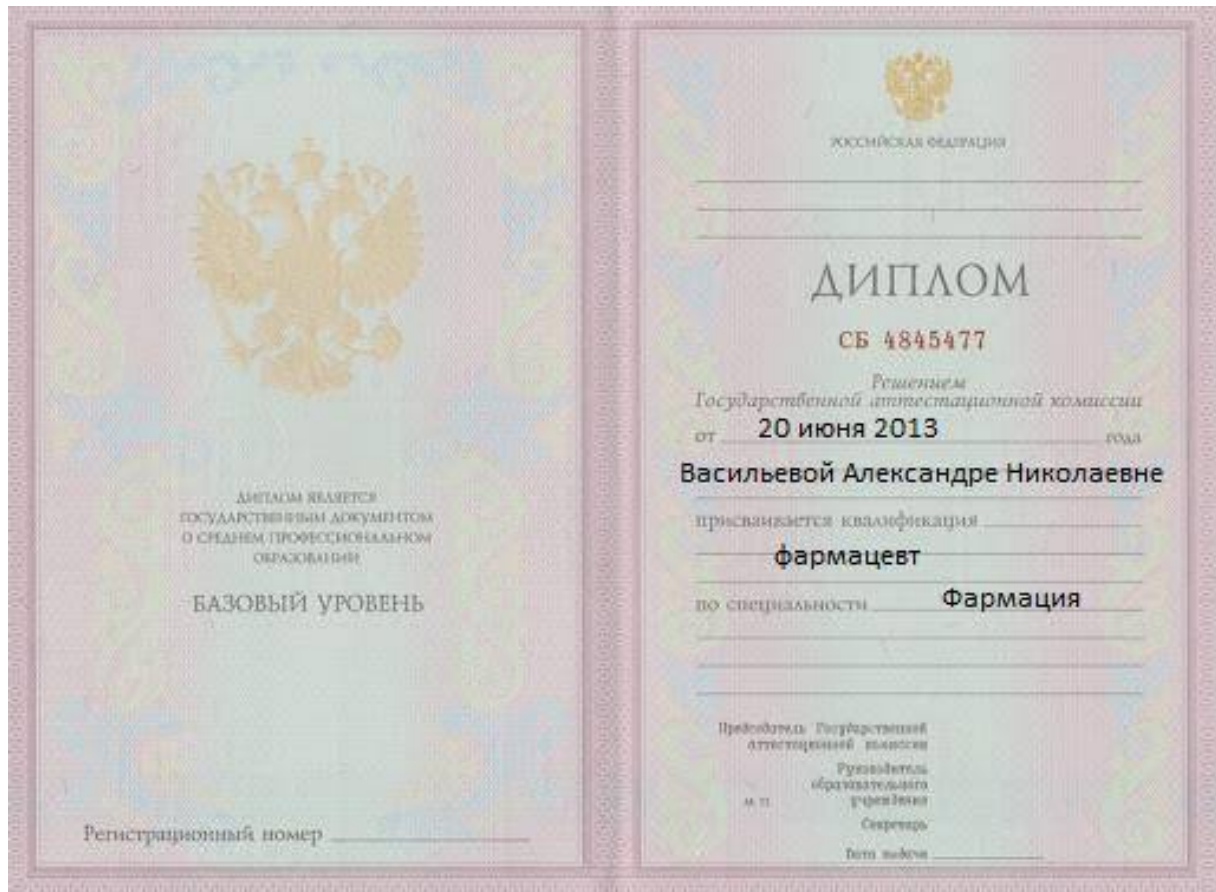 ДИПЛОМ ЯВЛЯЕТСЯ
ГОСУДАРСТВЕННЫМ ДОКУМЕНТОМ
О СРЕДНЕМ ПРОФЕССИОНАЛЬНОМ
ОБРАЗОВАНИИ
БАЗОВЫЙ УРОВЕНЬ
Регистрационный номер
РОССИЙСКАЯ ФЕДЕРАЦИЯ
ДИПЛОМ
СБ 4845477
Решением
Государственной аттестационной комиссии
от 20 июня 2013 года
Васильевой Александре Николаевне
присваивается квалификация
фармацевт
по специальности Фармация
Председатель Государственной
аттестационной комиссии
Руководитель
образовательного
М. П. учреждения
Секретарь
Дата выдачи